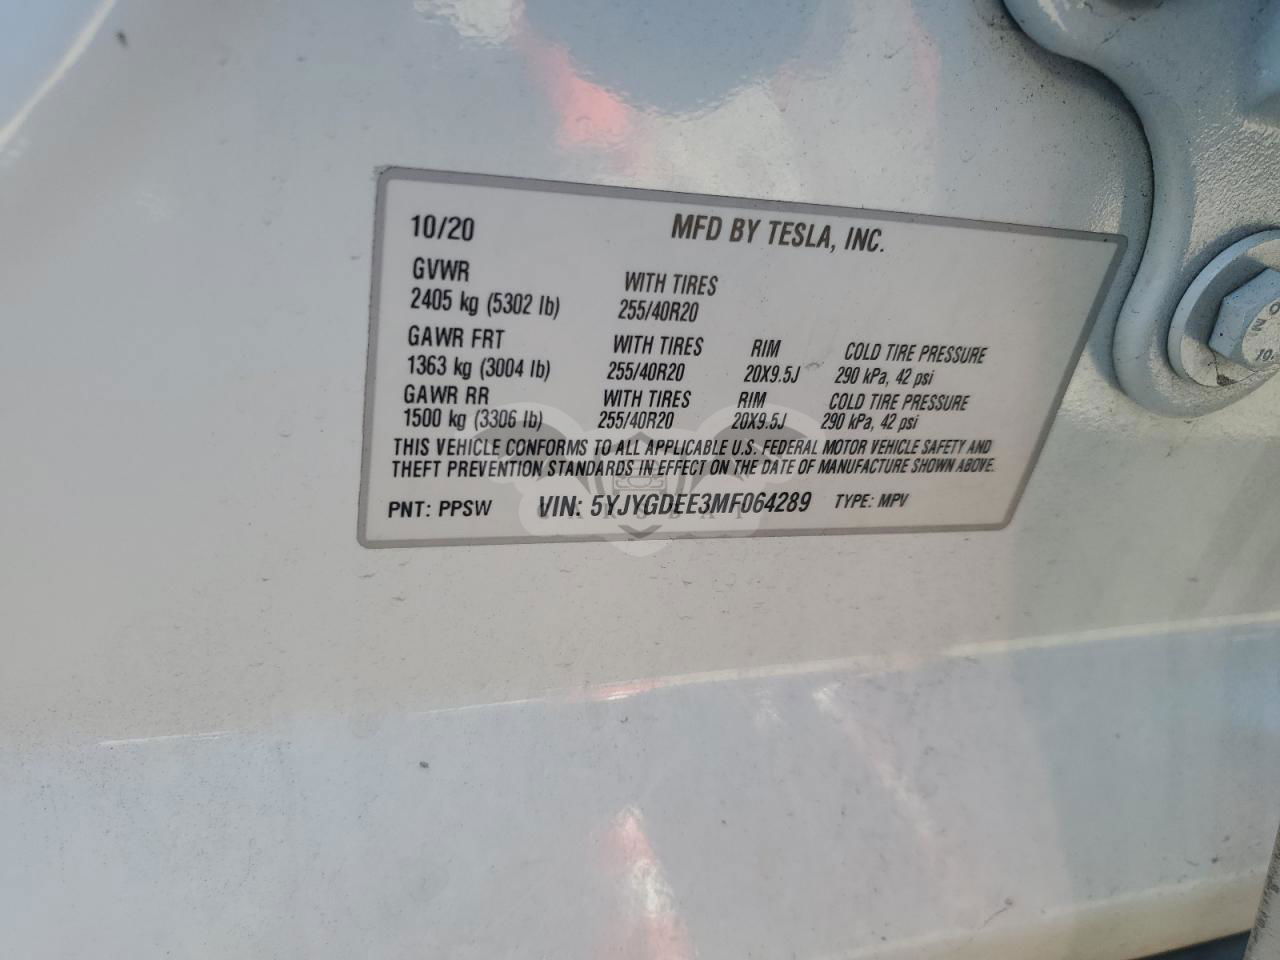 10/20 MFD BY TESLA, INC.
GVWR WITH TIRES
2405 kg (5302 lb) 255/40R20
GAWR FRT WITH TIRES RIM COLD TIRE PRESSURE
1363 kg (3004 lb) 255/40R20 20X9.5J 290 kPa, 42 psi
GAWR RR WITH TIRES RIM COLD TIRE PRESSURE
1500 kg (3306 lb) 255/40R20 20X9.5J 290 kPa, 42 psi
THIS VEHICLE CONFORMS TO ALL APPLICABLE U.S. FEDERAL MOTOR VEHICLE SAFETY AND
THEFT PREVENTION STANDARDS IN EFFECT ON THE DATE OF MANUFACTURE SHOWN ABOVE.
PNT: PPSW VIN: 5YJYGDEE3MF064289 TYPE: MPV